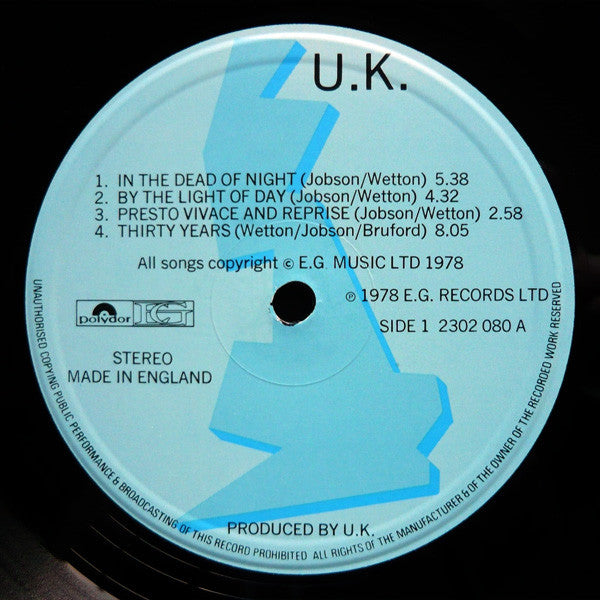 U.K.
1. IN THE DEAD OF NIGHT (Jobson/Wetton) 5.38
2. BY THE LIGHT OF DAY (Jobson/Wetton) 4.32
3. PRESTO VIVACE AND REPRISE (Jobson/Wetton) 2.58
4. THIRTY YEARS (Wetton/Jobson/Bruford) 8.05
All songs copyright © E.G. MUSIC LTD 1978
℗ 1978 E.G. RECORDS LTD
polydor EG
SIDE 1 2302 080 A
STEREO
MADE IN ENGLAND
PRODUCED BY U.K.
UNAUTHORISED COPYING PUBLIC PERFORMANCE & BROADCASTING OF THIS RECORD PROHIBITED ALL RIGHTS OF THE MANUFACTURER & OF THE OWNER OF THE RECORDED WORK RESERVED